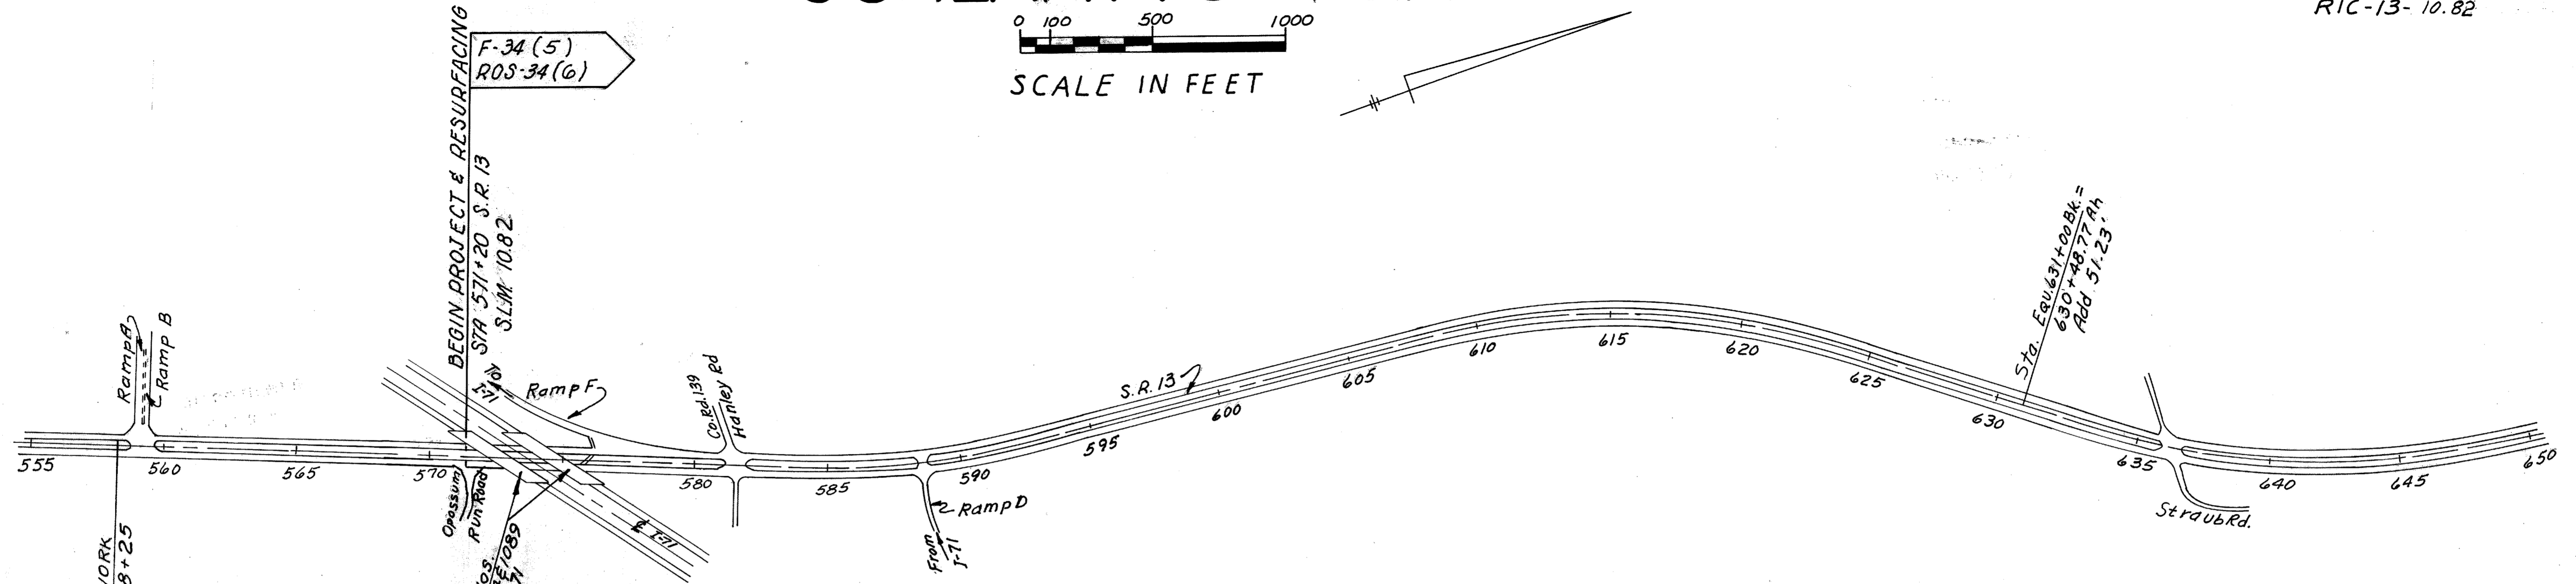 RIC-13-10.82
0 100 500 1000
SCALE IN FEET
F-34(5)
ROS-34(6)
BEGIN PROJECT & RESURFACING
STA 571+20 S.R. 13
S.L.M. 10.82
Ramp A
Ramp B
To I-71
Ramp F
Co.Rd.139
Hanley Rd
S.R. 13
Sta. Equ. 631+00 Bk. =
630+48.77 Ah
Add 51.23'
555
560
565
570
580
585
590
595
600
605
610
615
620
625
630
635
640
645
650
Opossum
Run Road
I-71
Ramp D
From
I-71
Straub Rd.